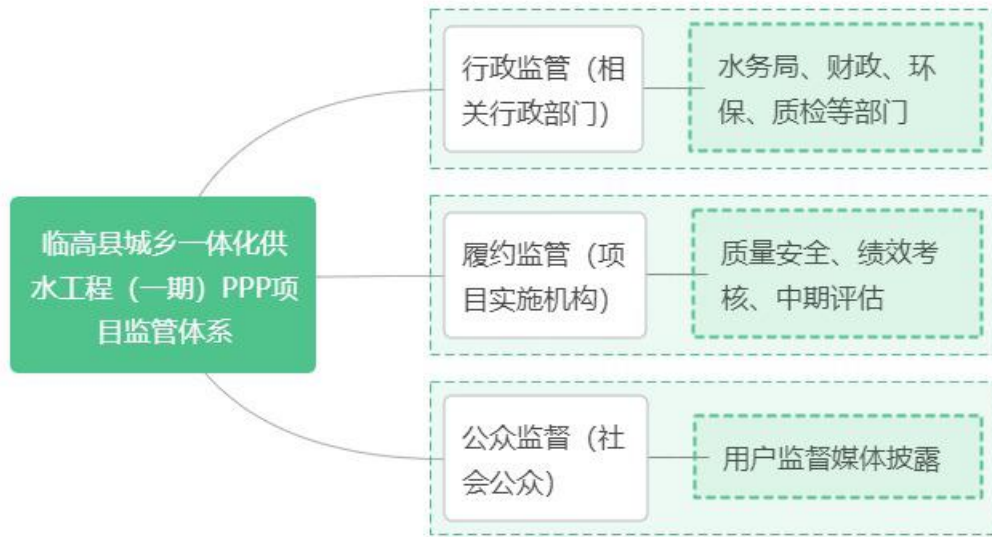 临高县城乡一体化供
水工程（一期）PPP项
目监管体系
行政监管（相
关行政部门）
水务局、财政、环
保、质检等部门
履约监管（项
目实施机构）
质量安全、绩效考
核、中期评估
公众监督（社
会公众）
用户监督媒体披露